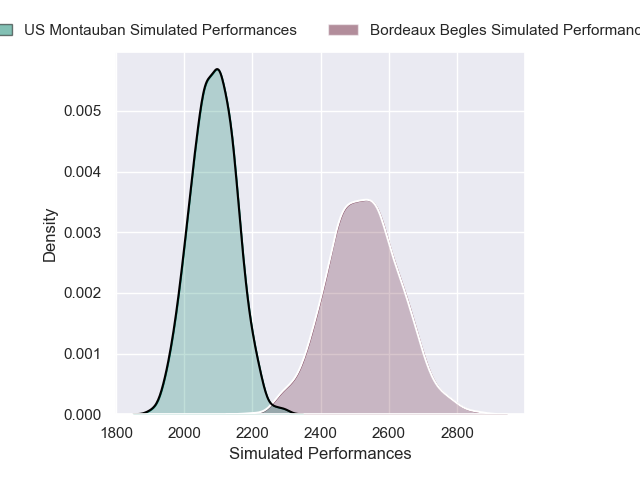 US Montauban Simulated Performances
Bordeaux Begles Simulated
Density
0.005
0.004
0.003
0.002
0.001
0.000
1800 2000 2200 2400 2600 2800
Simulated Performances